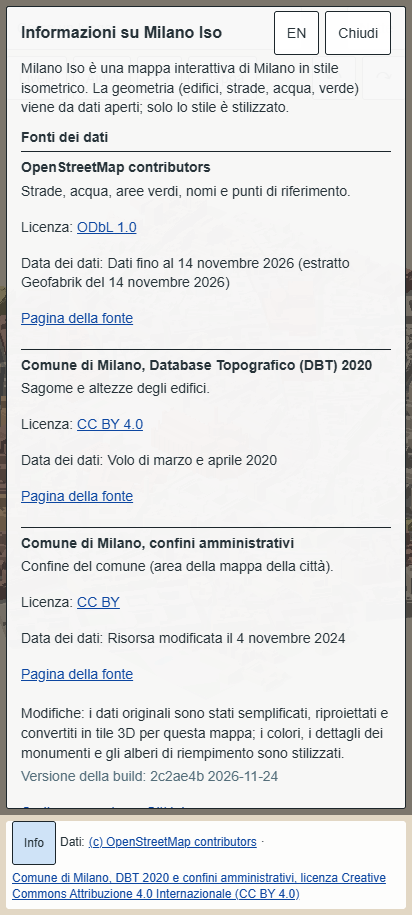 Informazioni su Milano Iso
EN
Chiudi
Milano Iso è una mappa interattiva di Milano in stile
isometrico. La geometria (edifici, strade, acqua, verde)
viene da dati aperti; solo lo stile è stilizzato.
Fonti dei dati
OpenStreetMap contributors
Strade, acqua, aree verdi, nomi e punti di riferimento.
Licenza: ODbL 1.0
Data dei dati: Dati fino al 14 novembre 2026 (estratto
Geofabrik del 14 novembre 2026)
Pagina della fonte
Comune di Milano, Database Topografico (DBT) 2020
Sagome e altezze degli edifici.
Licenza: CC BY 4.0
Data dei dati: Volo di marzo e aprile 2020
Pagina della fonte
Comune di Milano, confini amministrativi
Confine del comune (area della mappa della città).
Licenza: CC BY
Data dei dati: Risorsa modificata il 4 novembre 2024
Pagina della fonte
Modifiche: i dati originali sono stati semplificati, riproiettati e
convertiti in tile 3D per questa mappa; i colori, i dettagli dei
monumenti e gli alberi di riempimento sono stilizzati.
Versione della build: 2c2ae4b 2026-11-24
Info
Dati: (c) OpenStreetMap contributors ·
Comune di Milano, DBT 2020 e confini amministrativi, licenza Creative
Commons Attribuzione 4.0 Internazionale (CC BY 4.0)